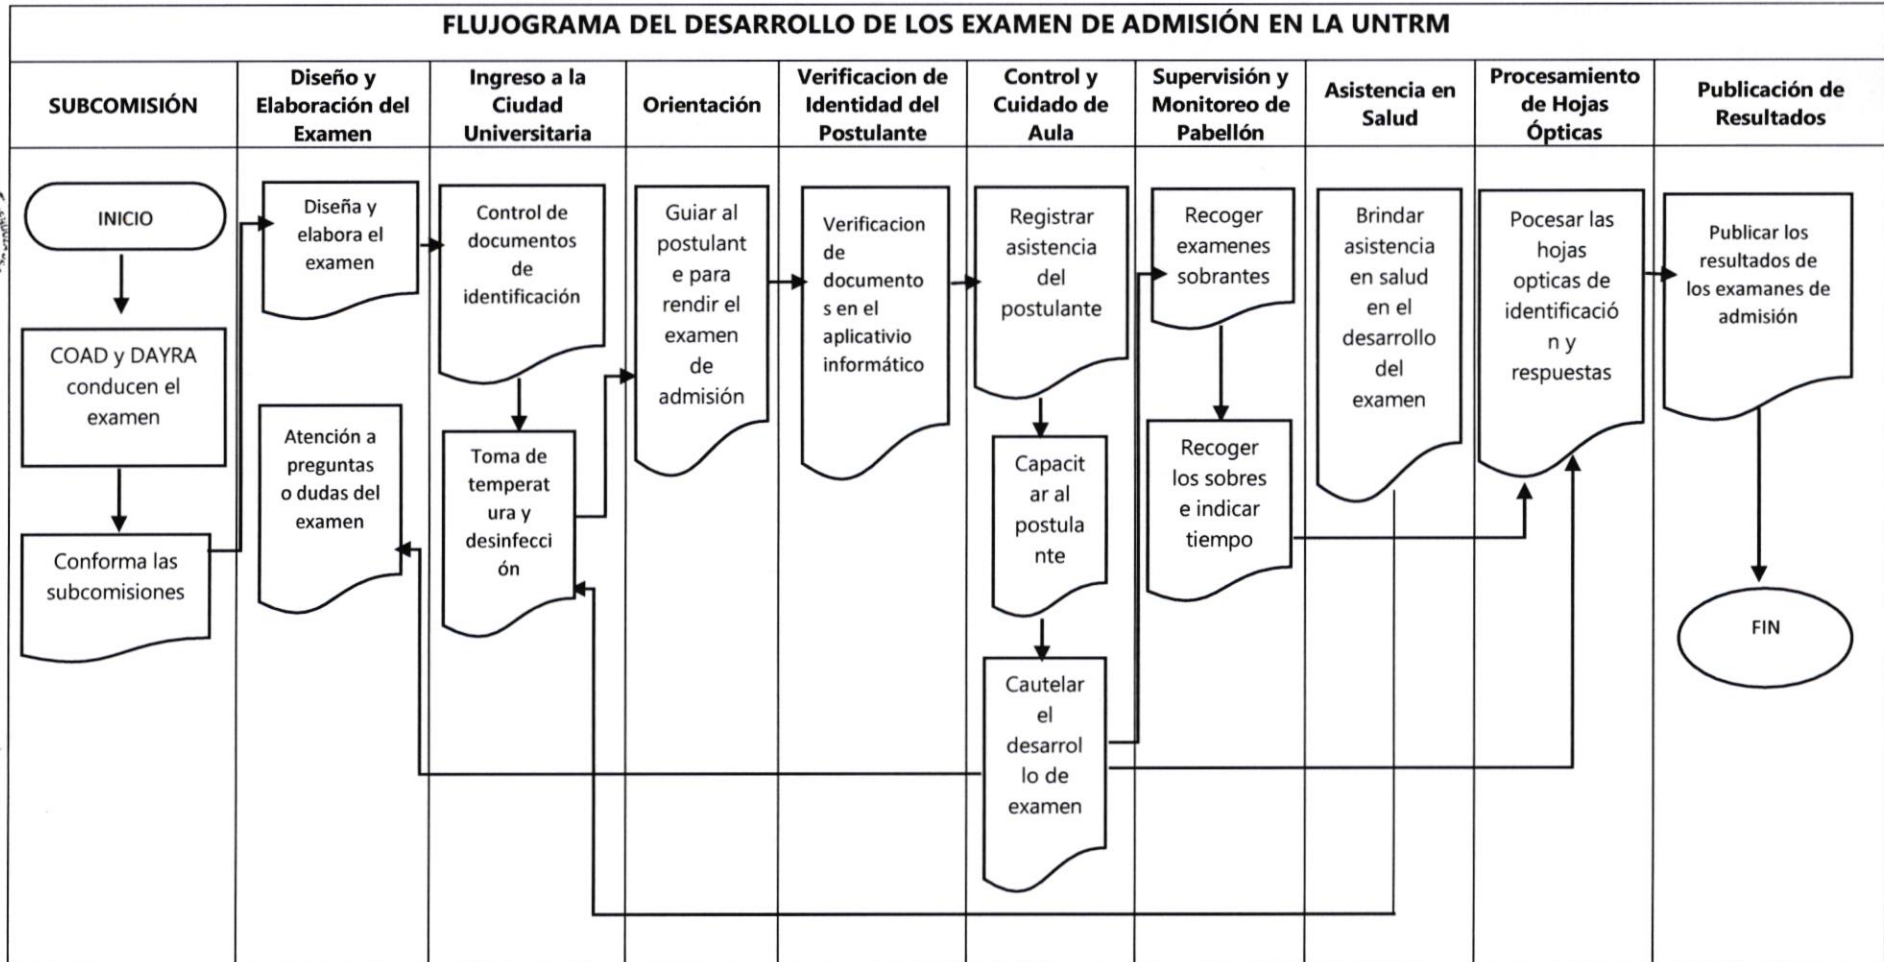 FLUJOGRAMA DEL DESARROLLO DE LOS EXAMEN DE ADMISIÓN EN LA UNTRM
SUBCOMISIÓN
Diseño y
Elaboración del
Examen
Ingreso a la
Ciudad
Universitaria
Orientación
Verificacion de
Identidad del
Postulante
Control y
Cuidado de
Aula
Supervisión y
Monitoreo de
Pabellón
Asistencia en
Salud
Procesamiento
de Hojas
Ópticas
Publicación de
Resultados
INICIO
COAD y DAYRA
conducen el
examen
Conforma las
subcomisiones
Diseña y
elabora el
examen
Atención a
preguntas
o dudas del
examen
Control de
documentos
de
identificación
Toma de
temperat
ura y
desinfecci
ón
Guiar al
postulant
e para
rendir el
examen
de
admisión
Verificacion
de
documento
s en el
aplicativio
informático
Registrar
asistencia
del
postulante
Capacit
ar al
postula
nte
Cautelar
el
desarrol
lo de
examen
Recoger
examenes
sobrantes
Recoger
los sobres
e indicar
tiempo
Brindar
asistencia
en salud
en el
desarrollo
del
examen
Pocesar las
hojas
opticas de
identificació
n y
respuestas
Publicar los
resultados de
los examanes de
admisión
FIN